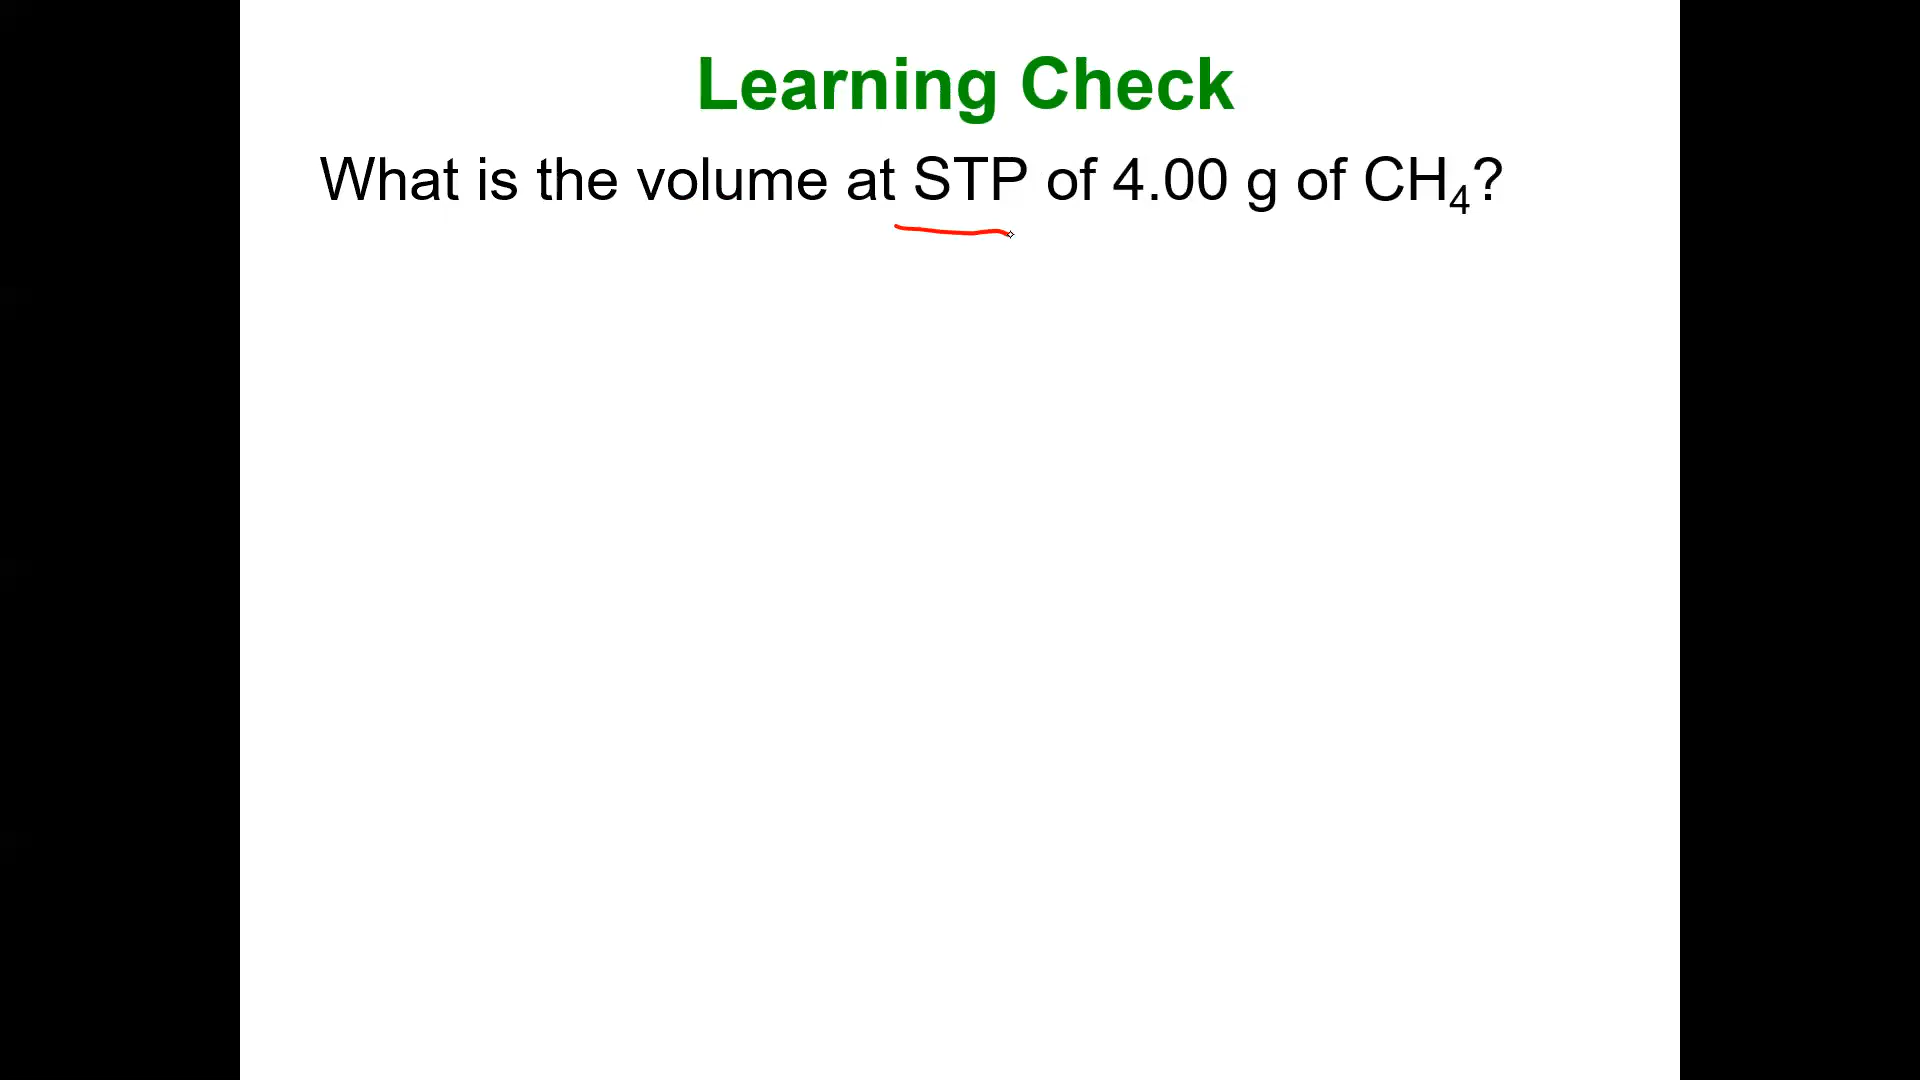 Learning Check
What is the volume at STP of 4.00 g of CH₄?